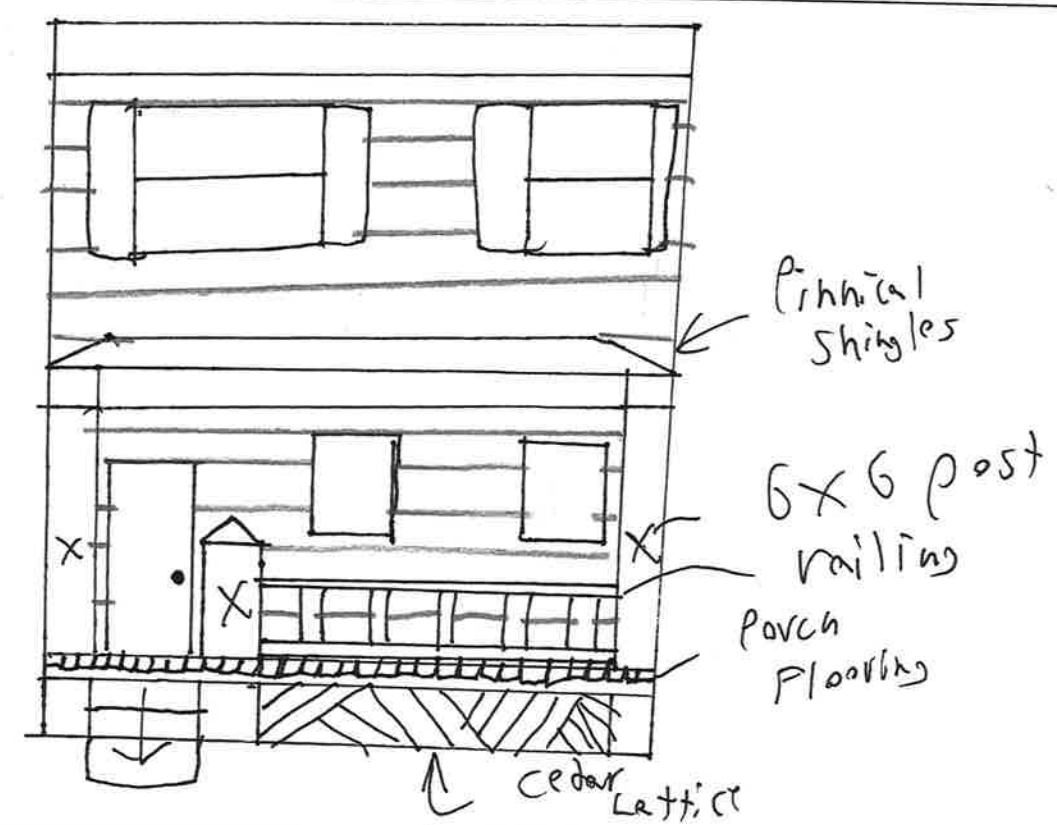 Pinnical
Shingles
6x6 post
railing
Porch
Flooring
cedar
Lattice
X
X
X